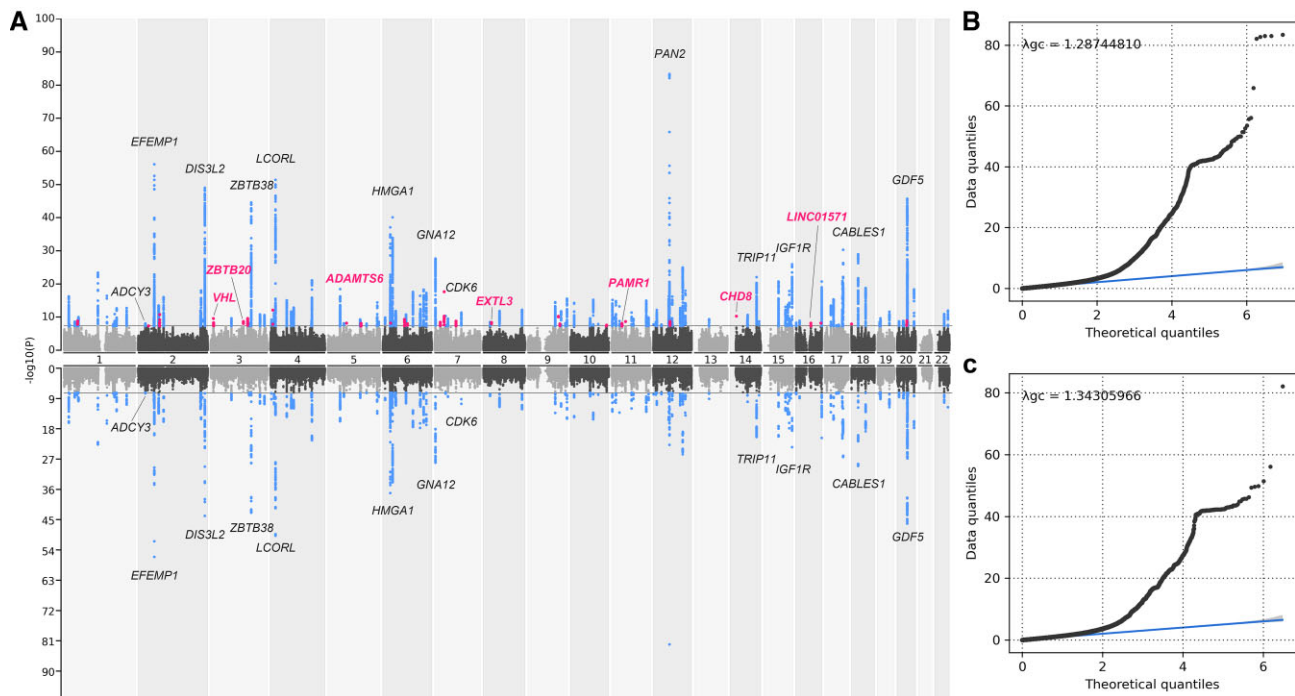 A
-log10(P)
100
90
80
70
60
50
40
30
20
10
0
PAN2
EFEMP1
DIS3L2
ZBTB38
LCORL
HMGA1
GNA12
GDF5
LINC01571
CABLES1
IGF1R
TRIP11
ZBTB20
VHL
ADCY3
ADAMTS6
CDK6
EXTL3
PAMR1
CHD8
1 2 3 4 5 6 7 8 9 10 11 12 13 14 15 16 17 18 19 20 21 22
0
9
18
27
36
45
54
63
72
81
90
ADCY3
CDK6
TRIP11
IGF1R
CABLES1
GNA12
HMGA1
ZBTB38
DIS3L2
LCORL
GDF5
EFEMP1
B
λgc = 1.28744810
Data quantiles
80
60
40
20
0
0 2 4 6
Theoretical quantiles
C
λgc = 1.34305966
Data quantiles
80
60
40
20
0
0 2 4 6
Theoretical quantiles